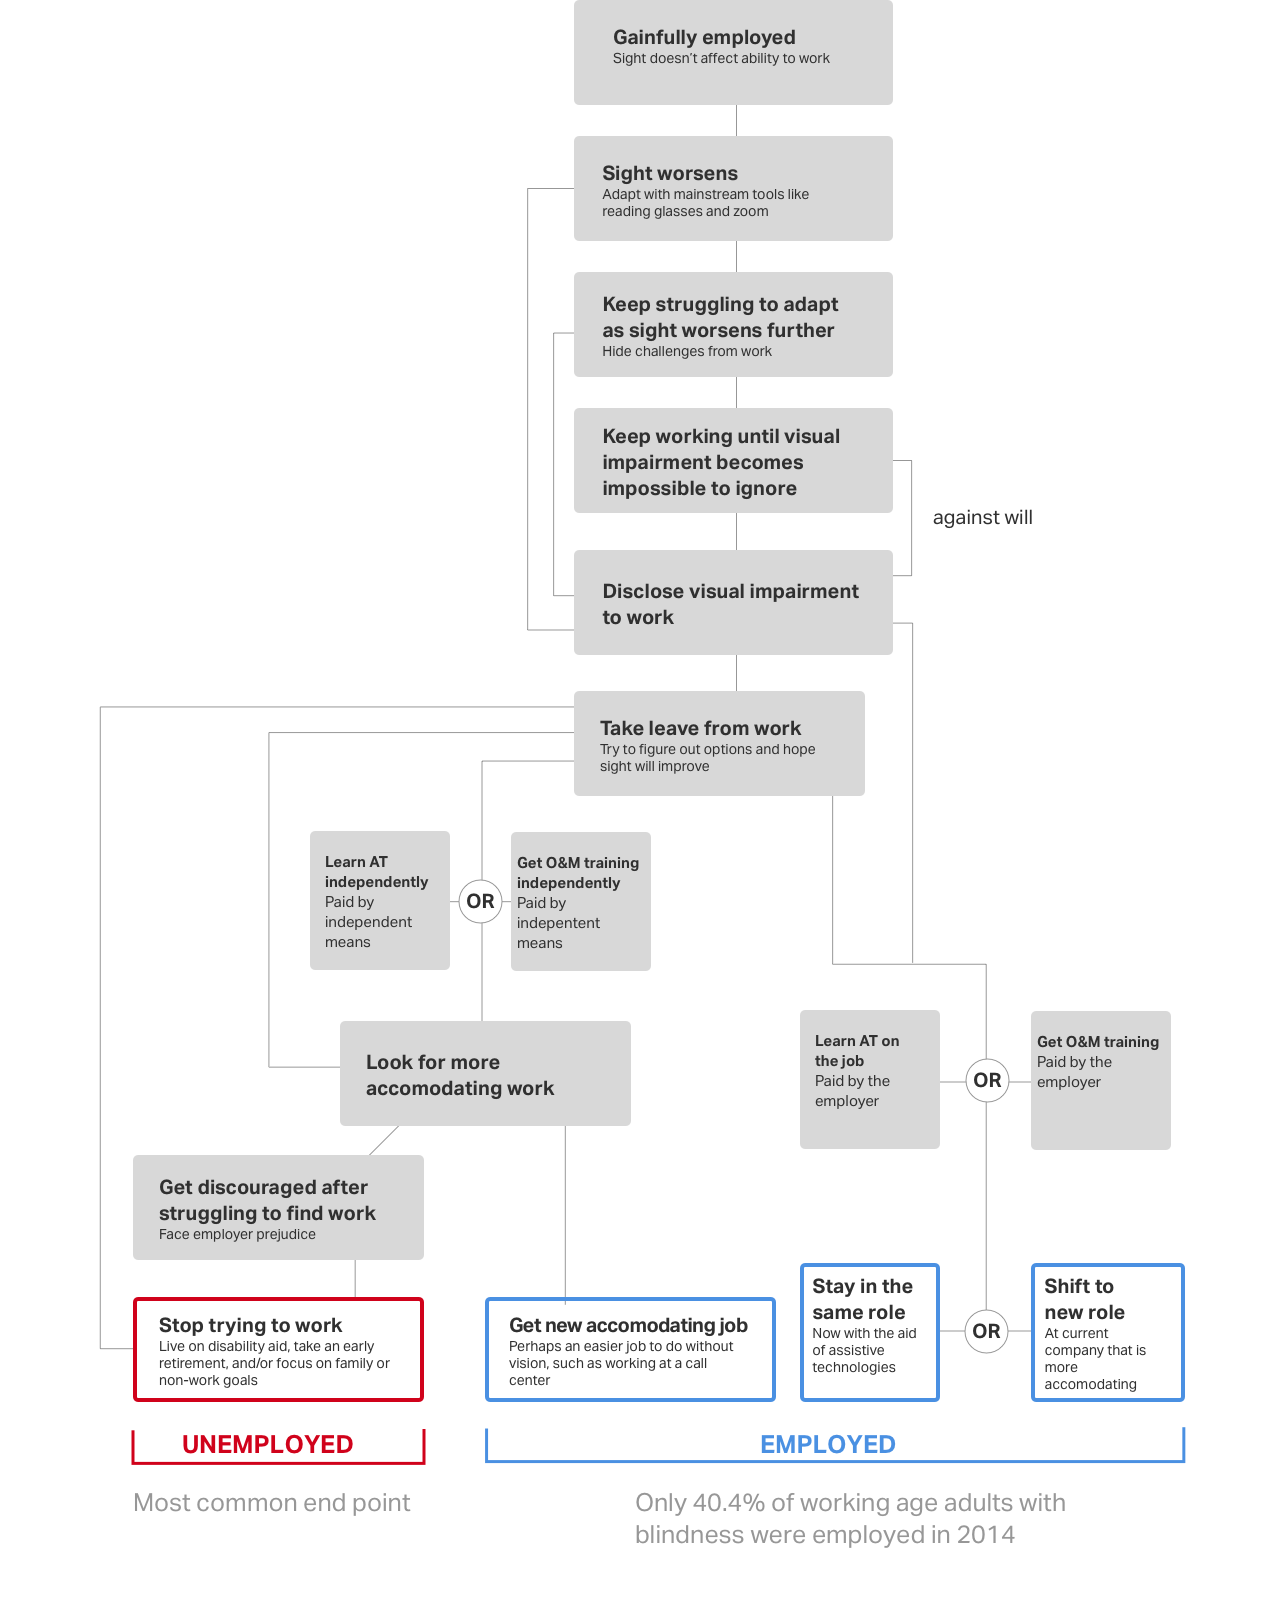 Gainfully employed
Sight doesn’t affect ability to work
Sight worsens
Adapt with mainstream tools like
reading glasses and zoom
Keep struggling to adapt
as sight worsens further
Hide challenges from work
Keep working until visual
impairment becomes
impossible to ignore
against will
Disclose visual impairment
to work
Take leave from work
Try to figure out options and hope
sight will improve
Learn AT
independently
Paid by
independent
means
OR
Get O&M training
independently
Paid by
indepentent
means
Look for more
accomodating work
Learn AT on
the job
Paid by the
employer
OR
Get O&M training
Paid by the
employer
Get discouraged after
struggling to find work
Face employer prejudice
Stop trying to work
Live on disability aid, take an early
retirement, and/or focus on family or
non-work goals
Get new accomodating job
Perhaps an easier job to do without
vision, such as working at a call
center
Stay in the
same role
Now with the aid
of assistive
technologies
OR
Shift to
new role
At current
company that is
more
accomodating
UNEMPLOYED
EMPLOYED
Most common end point
Only 40.4% of working age adults with
blindness were employed in 2014